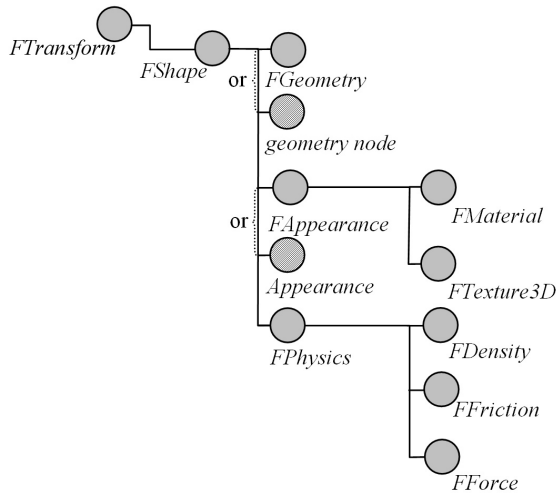 FTransform
FShape
or
FGeometry
geometry node
or
FAppearance
FMaterial
Appearance
FTexture3D
FPhysics
FDensity
FFriction
FForce